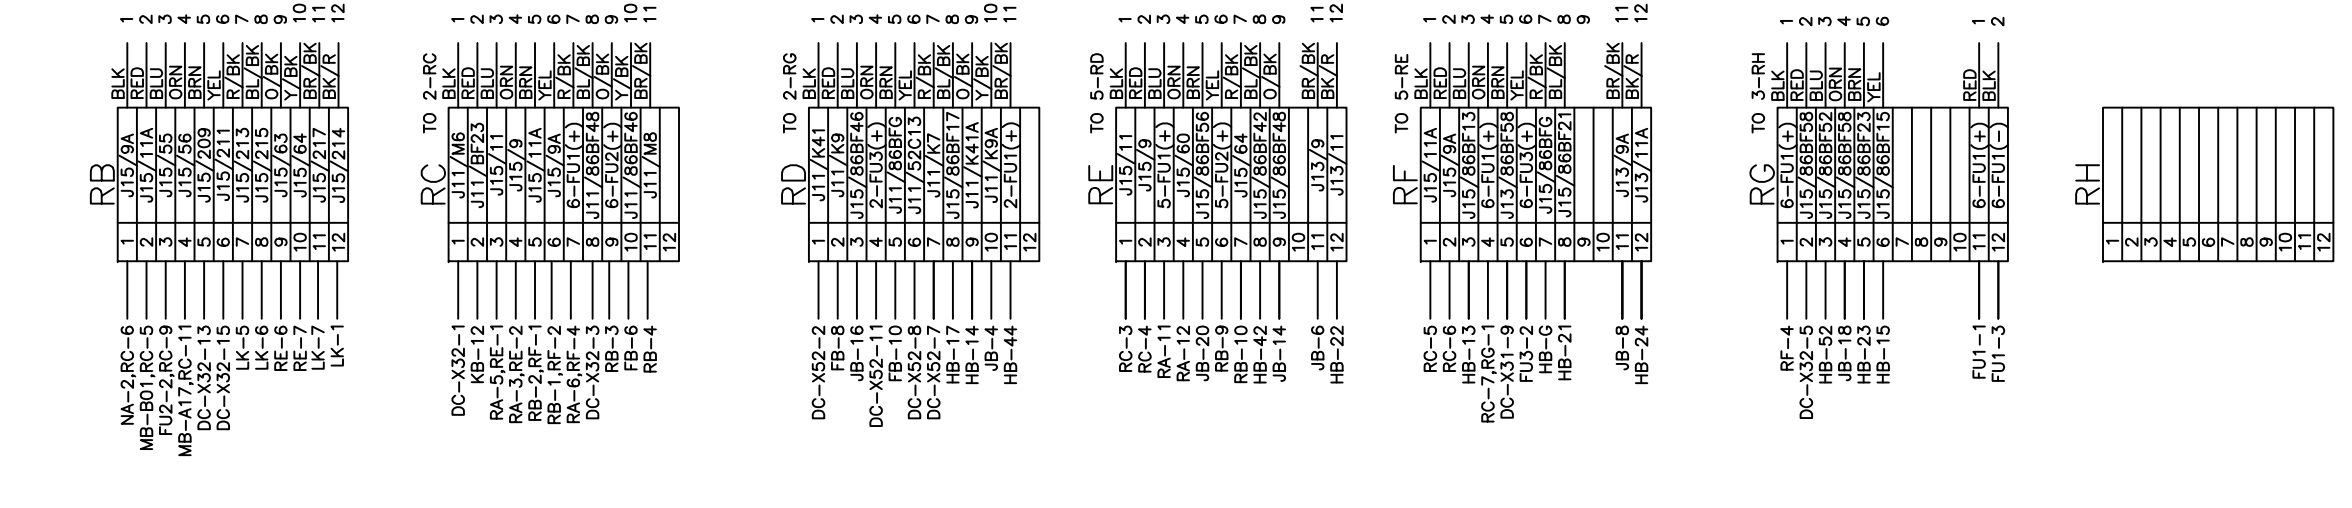 RB
NA-2,RC-6 1 J15/9A BLK 1
MB-B01,RC-5 2 J15/11A RED 2
FU2-2,RC-9 3 J15/55 BLU 3
MB-A17,RC-11 4 J15/56 ORN 4
DC-X32-13 5 J15/209 BRN 5
DC-X32-15 6 J15/211 YEL 6
LK-5 7 J15/213 R/BK 7
LK-6 8 J15/215 BL/BK 8
RE-6 9 J15/63 O/BK 9
RE-7 10 J15/64 Y/BK 10
LK-7 11 J15/217 BR/BK 11
LK-1 12 J15/214 BK/R 12
RC TO 2-RC
DC-X32-1 1 J11/M6 BLK 1
KB-12 2 J11/BF23 RED 2
RA-5,RE-1 3 J15/11 BLU 3
RA-3,RE-2 4 J15/9 ORN 4
RB-2,RF-1 5 J15/11A BRN 5
RB-1,RF-2 6 J15/9A YEL 6
RA-6,RF-4 7 6-FU1(+) R/BK 7
DC-X32-3 8 J11/86BF48 BL/BK 8
RB-3 9 6-FU2(+) O/BK 9
FB-6 10 J11/86BF46 Y/BK 10
RB-4 11 J11/M8 BR/BK 11
12
RD TO 2-RG
DC-X52-2 1 J11/K41 BLK 1
FB-8 2 J11/K9 RED 2
JB-16 3 J15/86BF46 BLU 3
DC-X52-11 4 2-FU3(+) ORN 4
FB-10 5 J11/86BFG BRN 5
DC-X52-8 6 J11/52C13 YEL 6
DC-X52-7 7 J11/K7 R/BK 7
HB-17 8 J15/86BF17 BL/BK 8
HB-14 9 J11/K41A O/BK 9
JB-4 10 J11/K9A Y/BK 10
HB-44 11 2-FU1(+) BR/BK 11
12
RE TO 5-RD
RC-3 1 J15/11 BLK 1
RC-4 2 J15/9 RED 2
RA-11 3 5-FU1(+) BLU 3
RA-12 4 J15/60 ORN 4
JB-20 5 J15/86BF56 BRN 5
RB-9 6 5-FU2(+) YEL 6
RB-10 7 J15/64 R/BK 7
HB-42 8 J15/86BF42 BL/BK 8
JB-14 9 J15/86BF48 O/BK 9
10
JB-6 11 J13/9 BR/BK 11
HB-22 12 J13/11 BK/R 12
RF TO 5-RE
RC-5 1 J15/11A BLK 1
RC-6 2 J15/9A RED 2
HB-13 3 J15/86BF13 BLU 3
RC-7,RG-1 4 6-FU1(+) ORN 4
DC-X31-9 5 J13/86BF58 BRN 5
FU3-2 6 6-FU3(+) YEL 6
HB-G 7 J15/86BFG R/BK 7
HB-21 8 J15/86BF21 BL/BK 8
9 9
10
JB-8 11 J13/9A BR/BK 11
HB-24 12 J13/11A BK/R 12
RG TO 3-RH
RF-4 1 6-FU1(+) BLK 1
DC-X32-5 2 J15/86BF58 RED 2
HB-52 3 J15/86BF52 BLU 3
JB-18 4 J15/86BF58 ORN 4
HB-23 5 J15/86BF23 BRN 5
HB-15 6 J15/86BF15 YEL 6
7
8
9
10
FU1-1 11 6-FU1(+) RED 1
FU1-3 12 6-FU1(-) BLK 2
RH
1
2
3
4
5
6
7
8
9
10
11
12